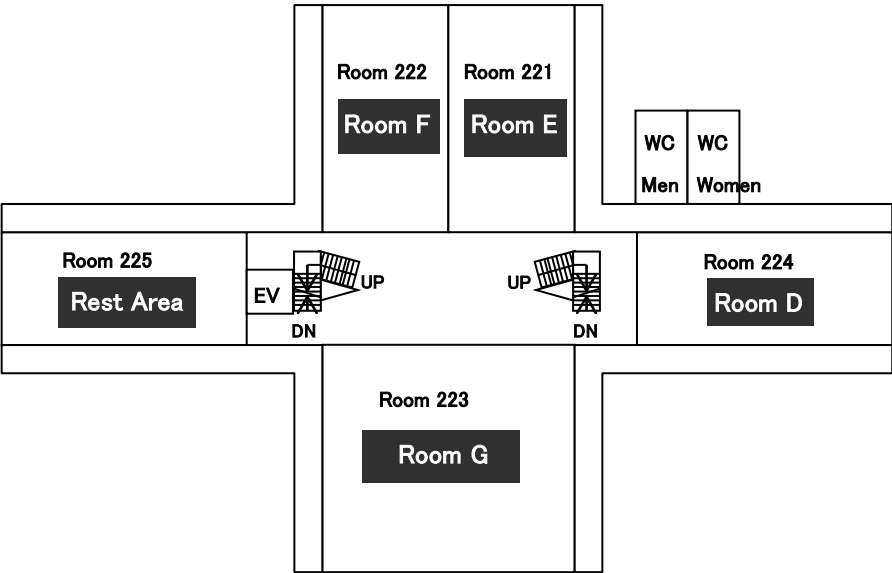 Room 222
Room 221
Room F
Room E
WC
WC
Men
Women
Room 225
Rest Area
EV
UP
DN
UP
DN
Room 224
Room D
Room 223
Room G